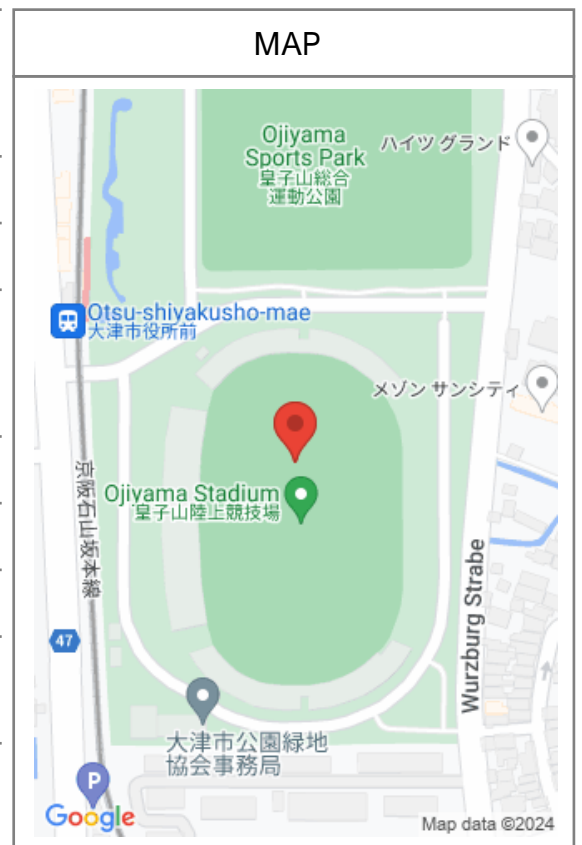 MAP
Ojiyama
Sports Park
皇子山総合
運動公園
ハイツ グランド
Otsu-shiyakusho-mae
大津市役所前
メゾン サンシティ
京阪石山坂本線
Ojiyama Stadium
皇子山陸上競技場
Wurzburg Strabe
47
大津市公園緑地
協会事務局
P
Google
Map data ©2024